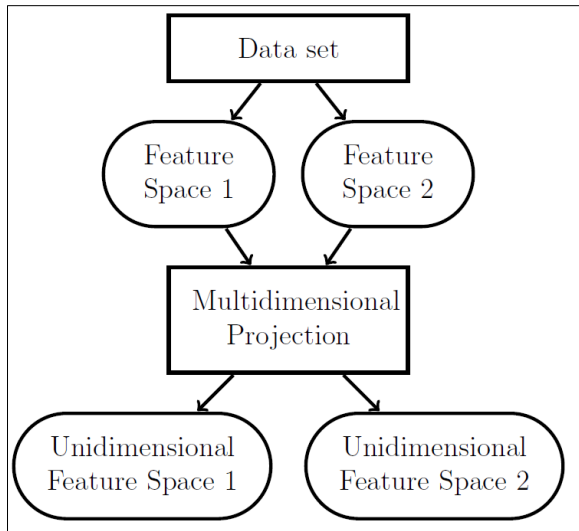 Data set
Feature
Space 1
Feature
Space 2
Multidimensional
Projection
Unidimensional
Feature Space 1
Unidimensional
Feature Space 2